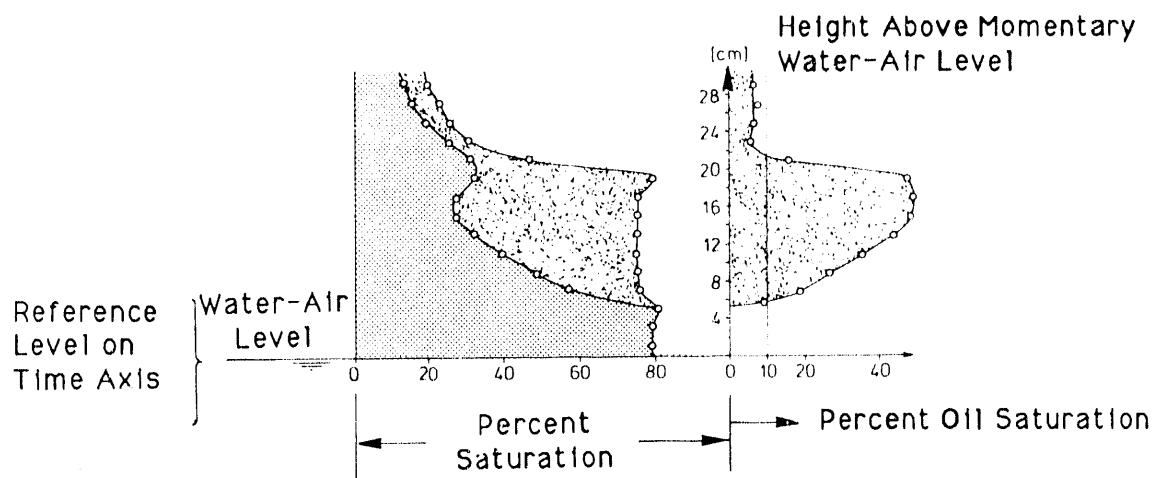 Height Above Momentary
Water-Air Level
(cm)
28
24
20
16
12
8
4
Reference
Level on
Time Axis
Water-Air
Level
0 20 40 60 80
0 10 20 40
Percent
Saturation
Percent Oil Saturation